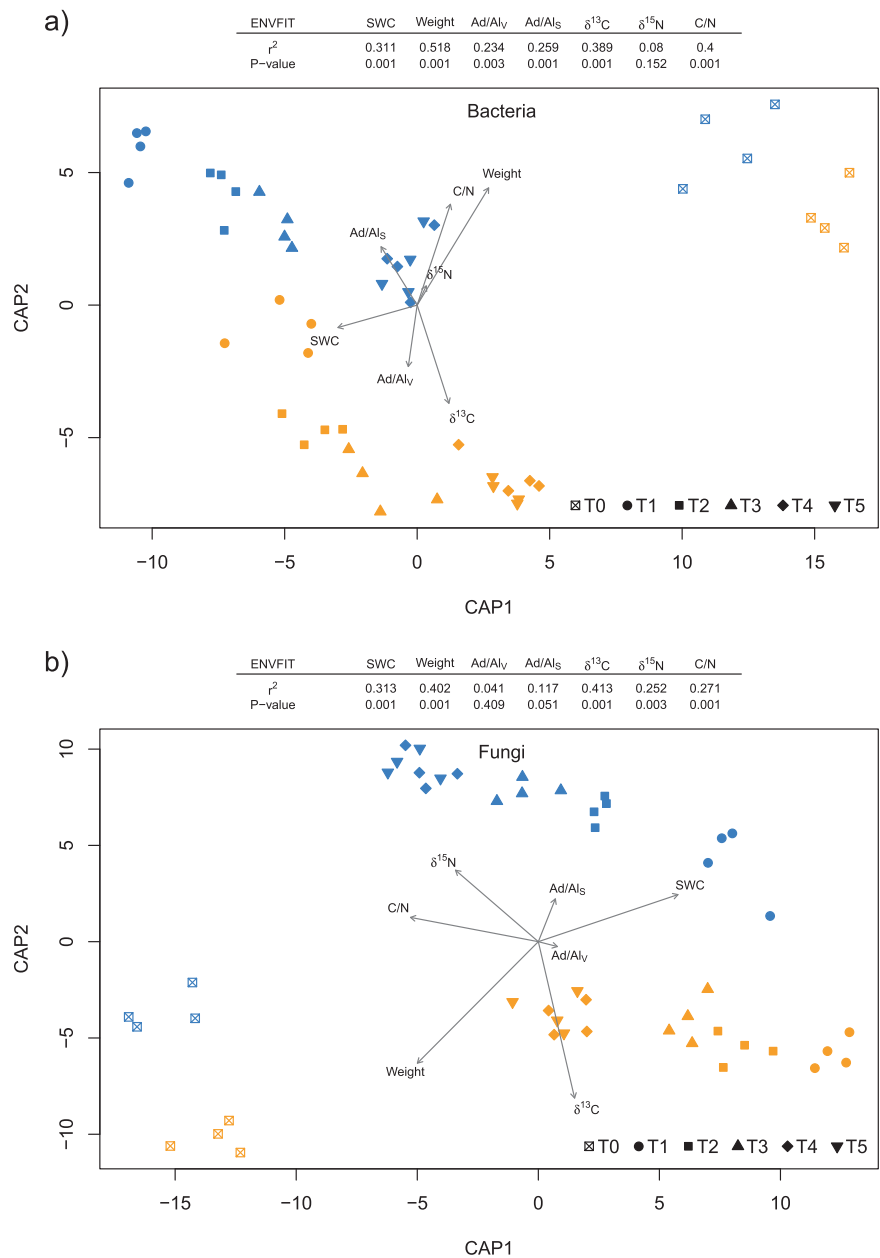 a)
ENVFIT SWC Weight Ad/Al_V Ad/Al_S δ¹³C δ¹⁵N C/N
r² 0.311 0.518 0.234 0.259 0.389 0.08 0.4
P−value 0.001 0.001 0.003 0.001 0.001 0.152 0.001
Bacteria
Weight
C/N
Ad/Al_S
δ¹⁵N
SWC
Ad/Al_V
δ¹³C
5
0
−5
CAP2
T0 T1 T2 T3 T4 T5
−10 −5 0 5 10 15
CAP1
b)
ENVFIT SWC Weight Ad/Al_V Ad/Al_S δ¹³C δ¹⁵N C/N
r² 0.313 0.402 0.041 0.117 0.413 0.252 0.271
P−value 0.001 0.001 0.409 0.051 0.001 0.003 0.001
Fungi
δ¹⁵N
Ad/Al_S
SWC
C/N
Ad/Al_V
Weight
δ¹³C
10
5
0
−5
−10
CAP2
T0 T1 T2 T3 T4 T5
−15 −10 −5 0 5 10
CAP1